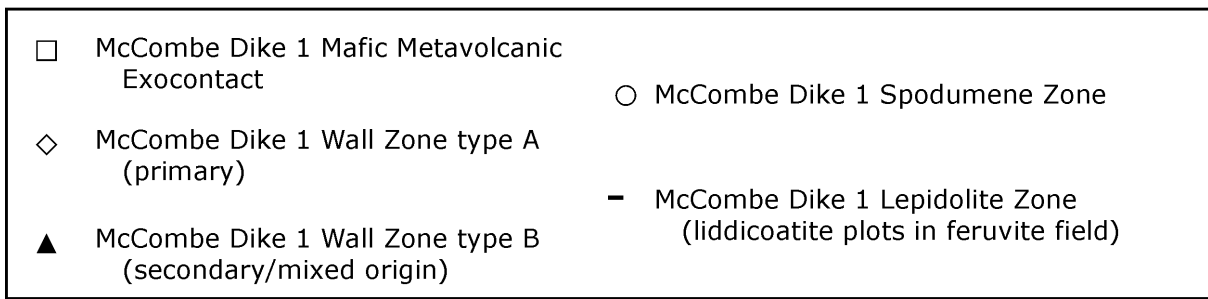 McCombe Dike 1 Mafic Metavolcanic
Exocontact
McCombe Dike 1 Wall Zone type A
(primary)
McCombe Dike 1 Wall Zone type B
(secondary/mixed origin)
McCombe Dike 1 Spodumene Zone
McCombe Dike 1 Lepidolite Zone
(liddicoatite plots in feruvite field)